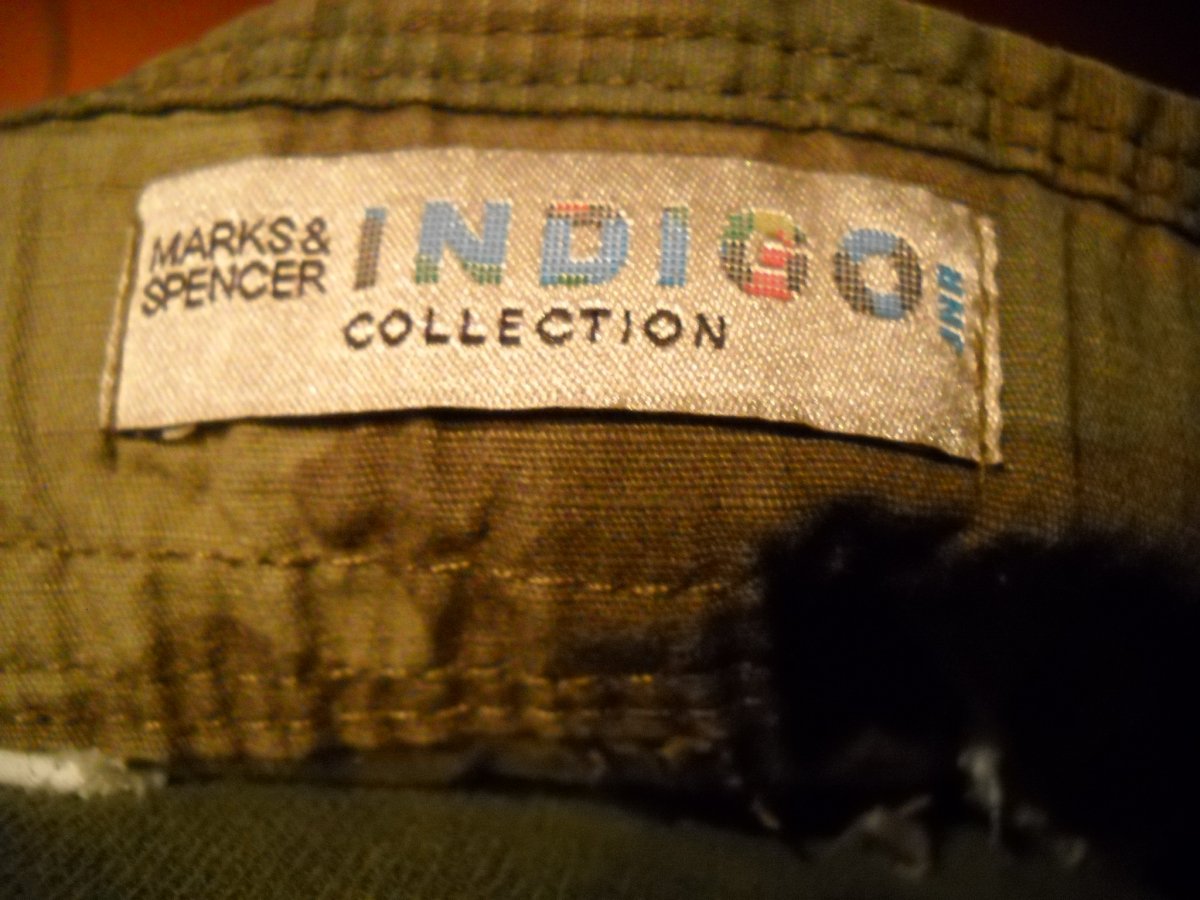 MARKS &
SPENCER
INDIGO
JNR
COLLECTION